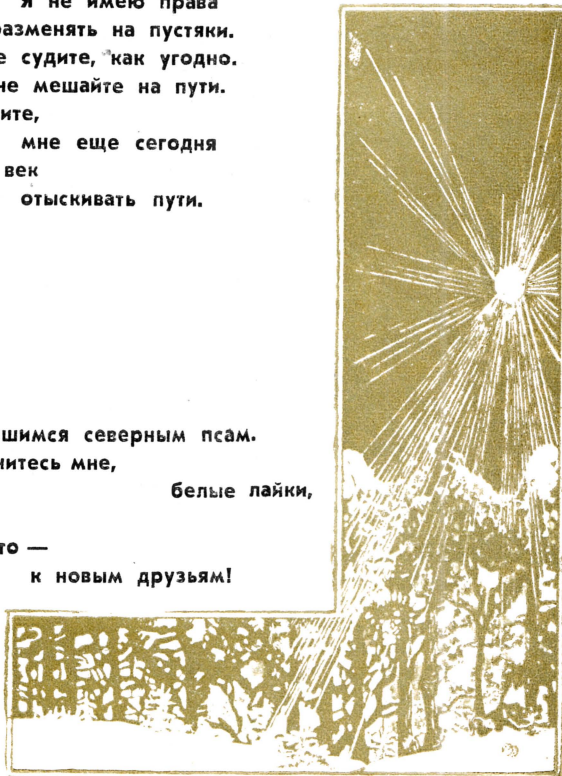 я не имею права
разменять на пустяки.
е судите, как угодно.
не мешайте на пути.
ите,
мне еще сегодня
век
отыскивать пути.
шимся северным псам.
нитесь мне,
белые лайки,
то —
к новым друзьям!